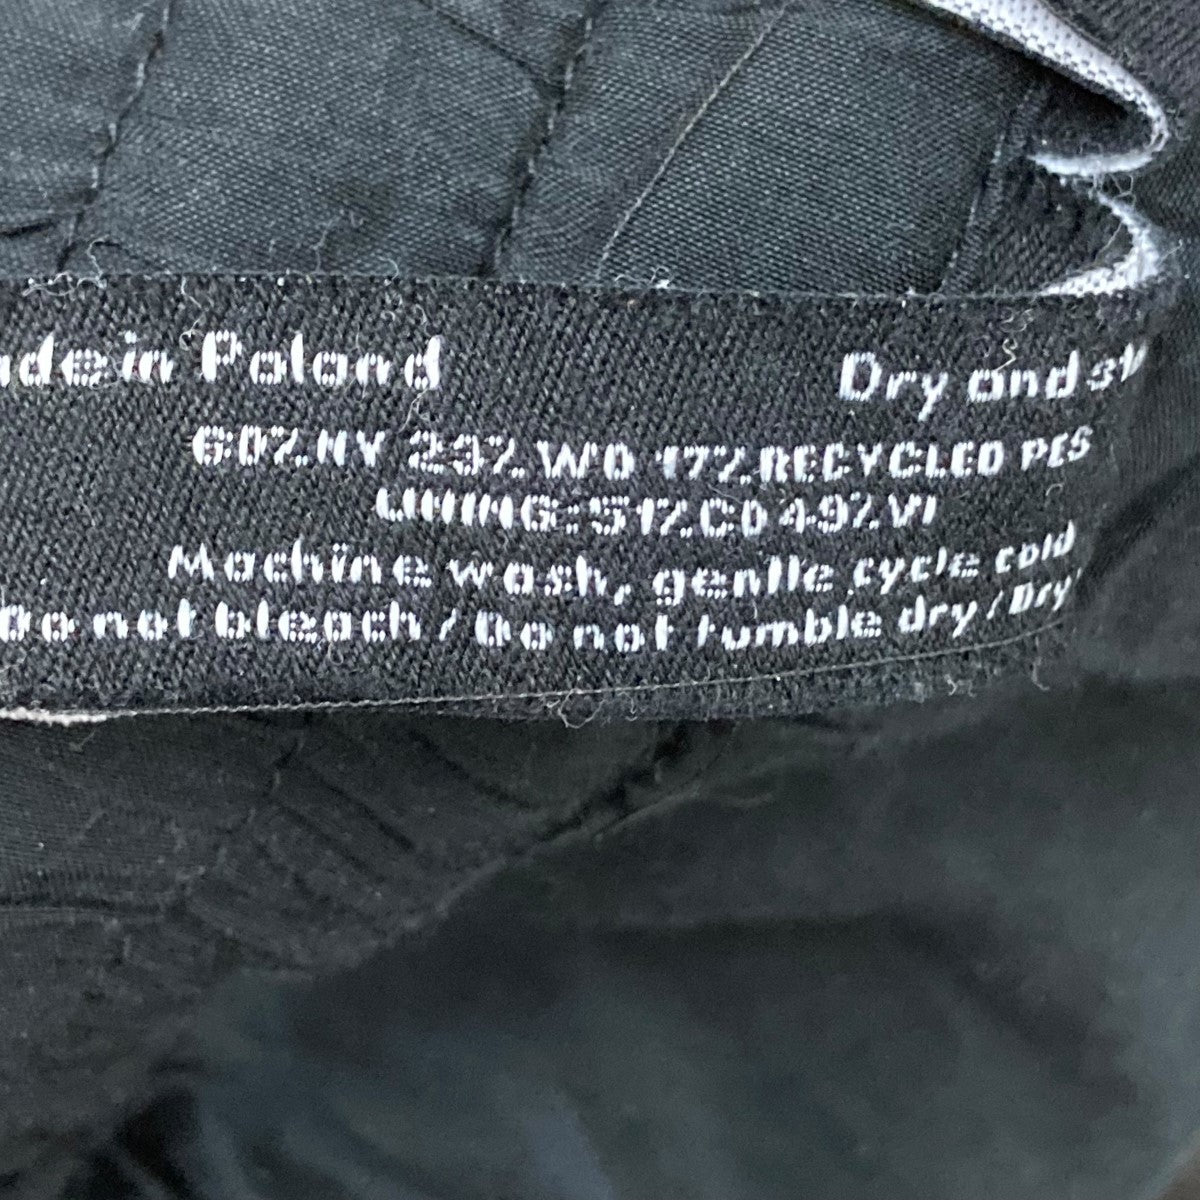 Made in Poland
Dry and
60% NY 23% WO 17% RECYCLED PES
LINING: 51% CO 49% VI
Machine wash, gentle cycle cold
Do not bleach / Do not tumble dry / Dry